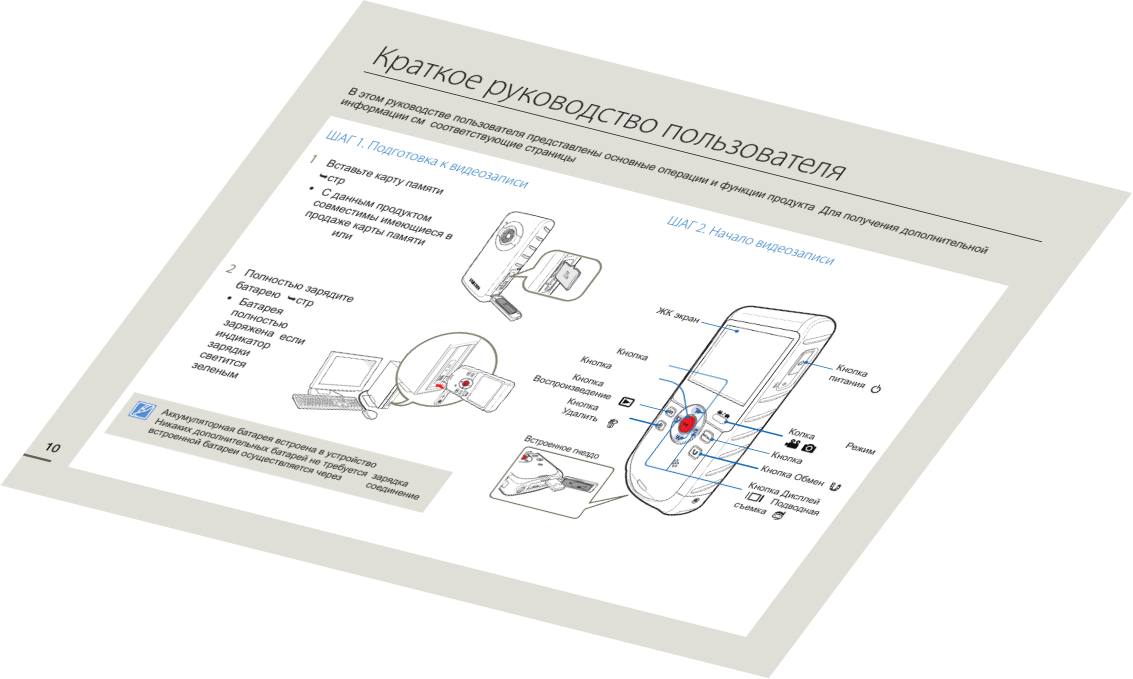 Краткое руководство пользователя
В этом руководстве пользователя представлены основные операции и функции продукта Для получения дополнительной
информации см соответствующие страницы
ШАГ 1. Подготовка к видеозаписи
1 Вставьте карту памяти
➥стр
• С данным продуктом
совместимы имеющиеся в
продаже карты памяти
или
2 Полностью зарядите
батарею ➥стр
• Батарея
полностью
заряжена если
индикатор
зарядки
светится
зеленым
Аккумуляторная батарея встроена в устройство
Никаких дополнительных батарей не требуется зарядка
встроенной батареи осуществляется через соединение
10
ШАГ 2. Начало видеозаписи
ЖК экран
Кнопка
Кнопка
Кнопка
Воспроизведение
Кнопка
Удалить
Встроенное гнездо
Кнопка
питания
Копка
Режим
Кнопка
Кнопка Обмен
Кнопка Дисплей
Подводная
съемка